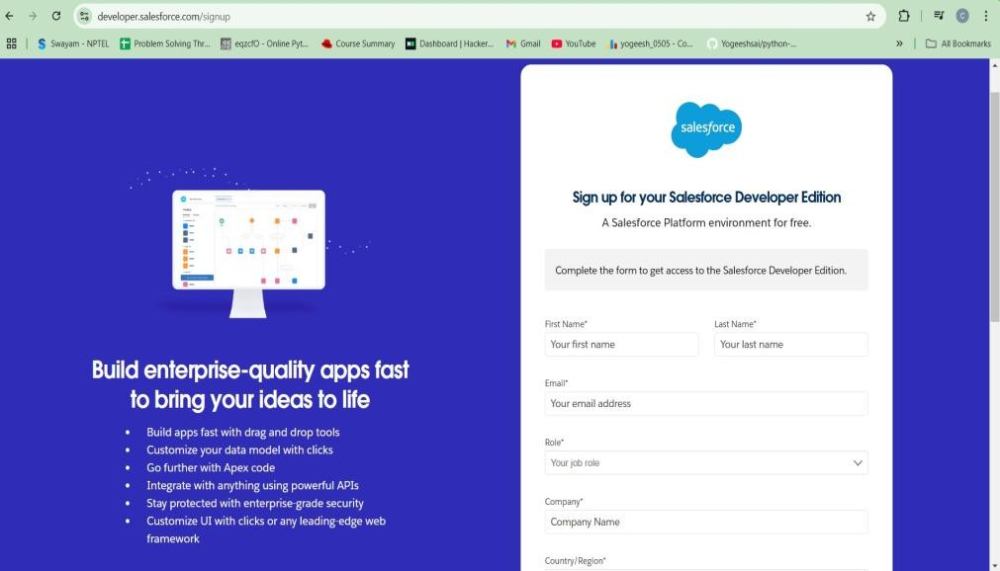 developer.salesforce.com/signup
C
Swayam - NPTEL
Problem Solving Thr...
eqzcfO - Online Pyt...
Course Summary
Dashboard | Hacker...
Gmail
YouTube
yogeesh_0505 - Co...
Yogeeshsai/python-...
»
All Bookmarks
salesforce
Sign up for your Salesforce Developer Edition
A Salesforce Platform environment for free.
Complete the form to get access to the Salesforce Developer Edition.
First Name*
Last Name*
Your first name
Your last name
Email*
Your email address
Role*
Your job role
Company*
Company Name
Country/Region*
Build enterprise-quality apps fast
to bring your ideas to life
• Build apps fast with drag and drop tools
• Customize your data model with clicks
• Go further with Apex code
• Integrate with anything using powerful APIs
• Stay protected with enterprise-grade security
• Customize UI with clicks or any leading-edge web
framework